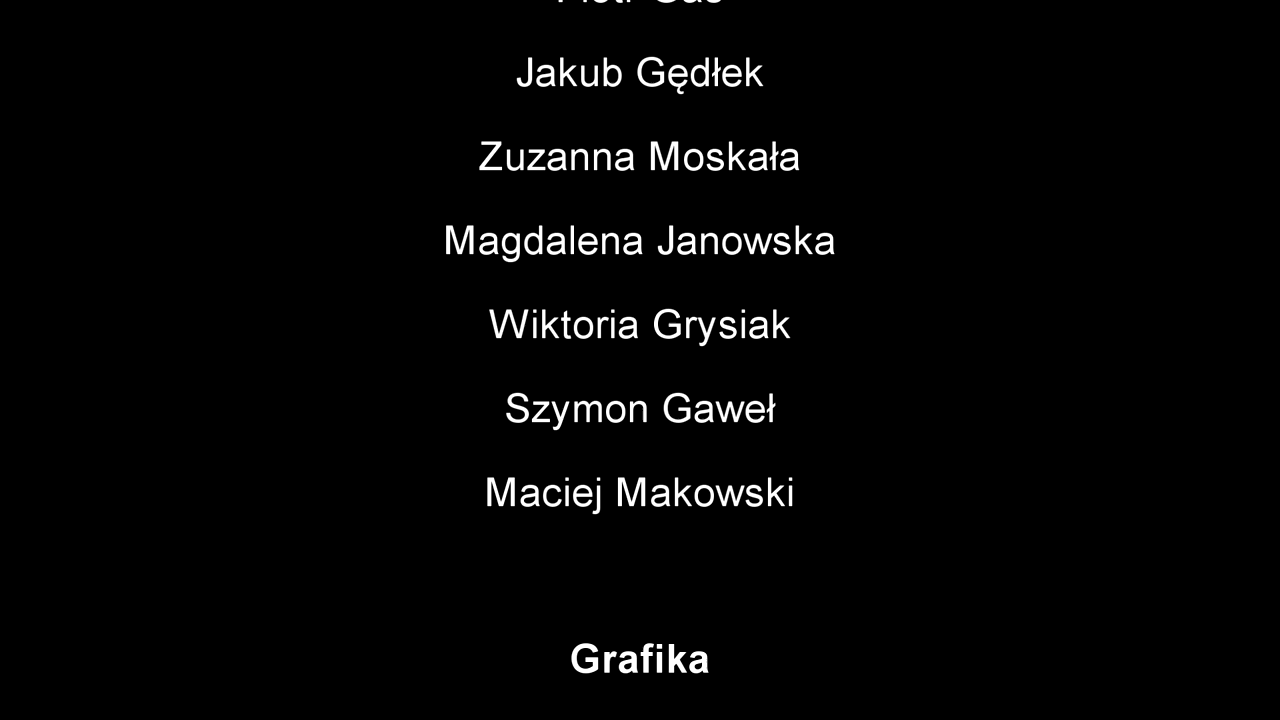 Jakub Gędłek
Zuzanna Moskała
Magdalena Janowska
Wiktoria Grysiak
Szymon Gaweł
Maciej Makowski
Grafika